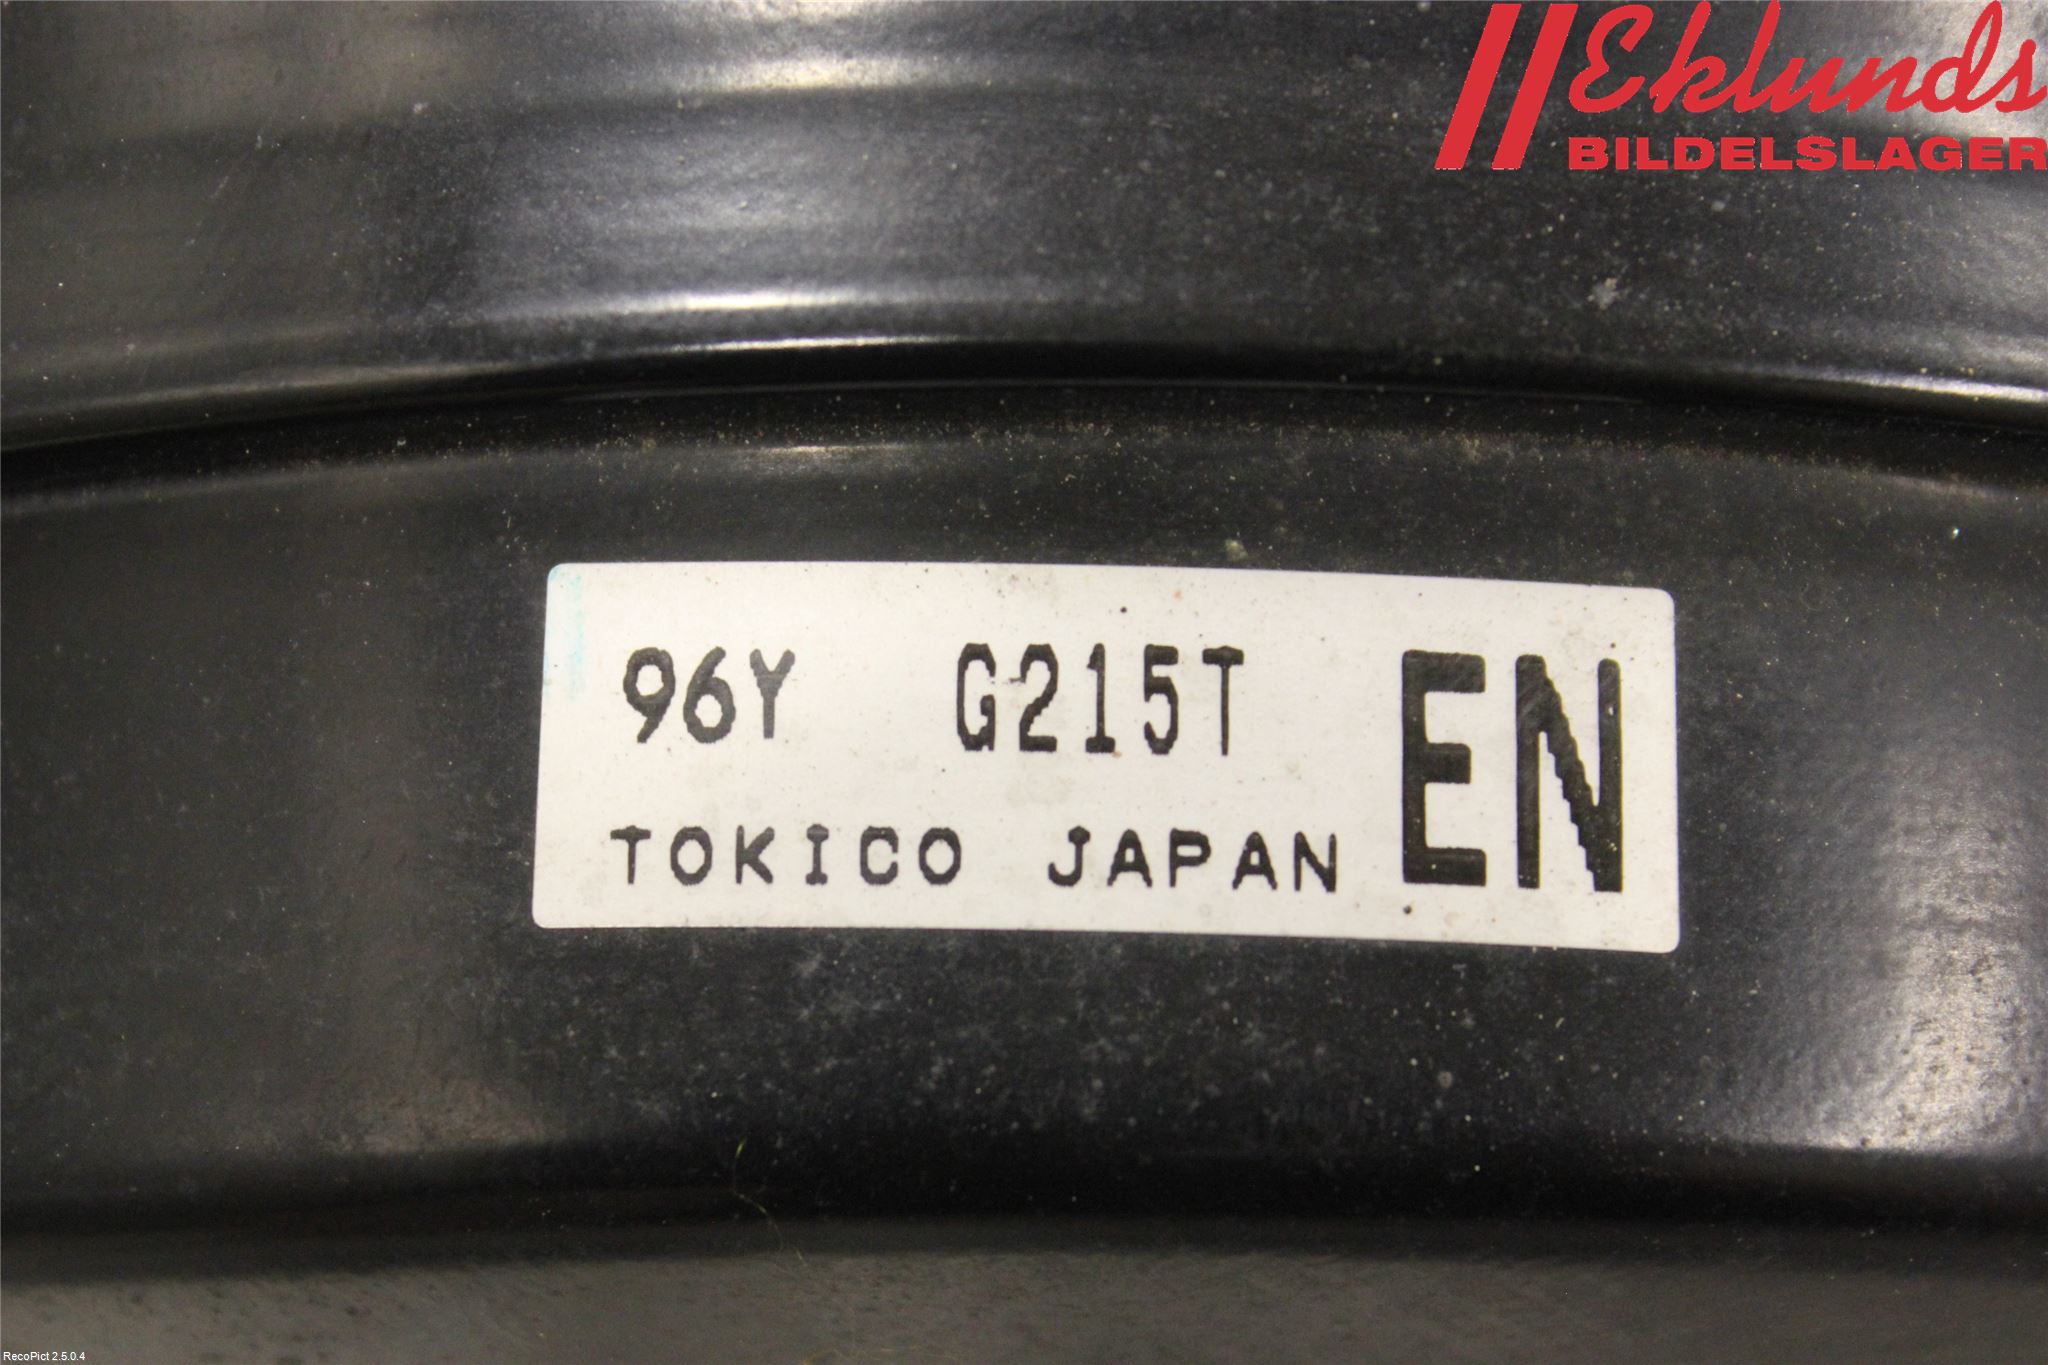 Eklunds
BILDELSLAGER
96Y G215T EN
TOKICO JAPAN
RecoPict 2.5.0.4